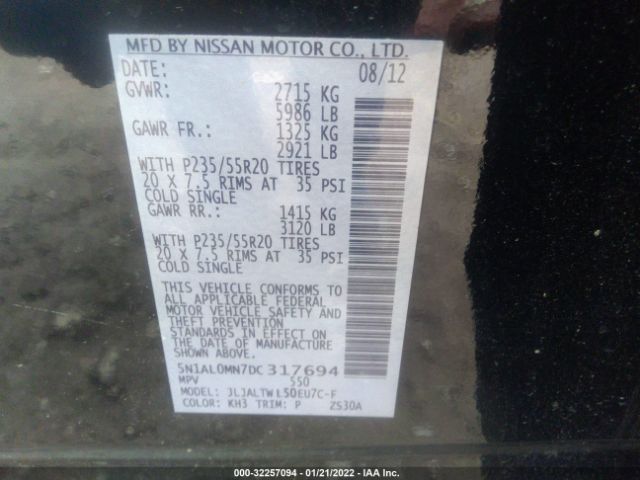 MFD BY NISSAN MOTOR CO., LTD.
DATE: 08/12
GVWR: 2715 KG
5986 LB
GAWR FR.: 1325 KG
2921 LB
WITH P235/55R20 TIRES
20 X 7.5 RIMS AT 35 PSI
COLD SINGLE
GAWR RR.: 1415 KG
3120 LB
WITH P235/55R20 TIRES
20 X 7.5 RIMS AT 35 PSI
COLD SINGLE
THIS VEHICLE CONFORMS TO
ALL APPLICABLE FEDERAL
MOTOR VEHICLE SAFETY AND
THEFT PREVENTION
STANDARDS IN EFFECT ON
THE DATE OF MANUFACTURE
SHOWN ABOVE.
5N1AL0MN7DC317694
MPV S50
MODEL: JLJALTWL50EU7C-F
COLOR: KH3 TRIM: P ZS30A
000-32257094 - 01/21/2022 - IAA Inc.